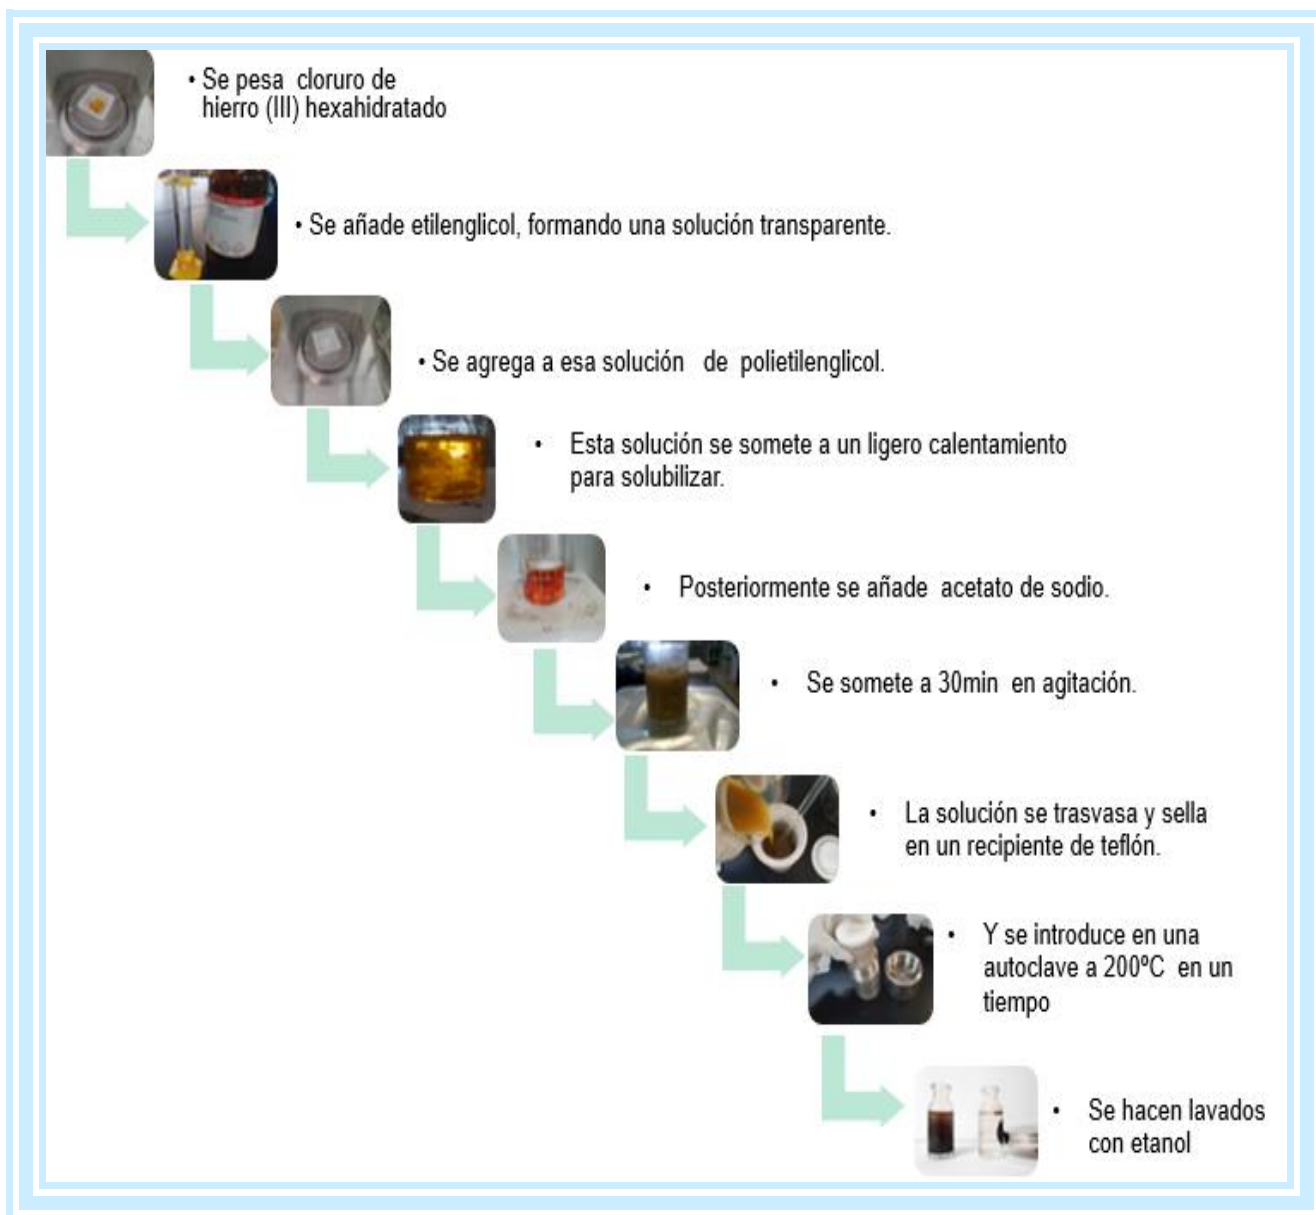 • Se pesa cloruro de
hierro (III) hexahidratado
• Se añade etilenglicol, formando una solución transparente.
• Se agrega a esa solución de polietilenglicol.
• Esta solución se somete a un ligero calentamiento
para solubilizar.
• Posteriormente se añade acetato de sodio.
• Se somete a 30min en agitación.
• La solución se trasvasa y sella
en un recipiente de teflón.
• Y se introduce en una
autoclave a 200ºC en un
tiempo
• Se hacen lavados
con etanol